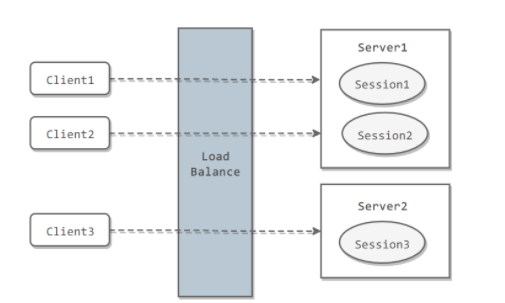 Client1
Client2
Client3
Load
Balance
Server1
Session1
Session2
Server2
Session3